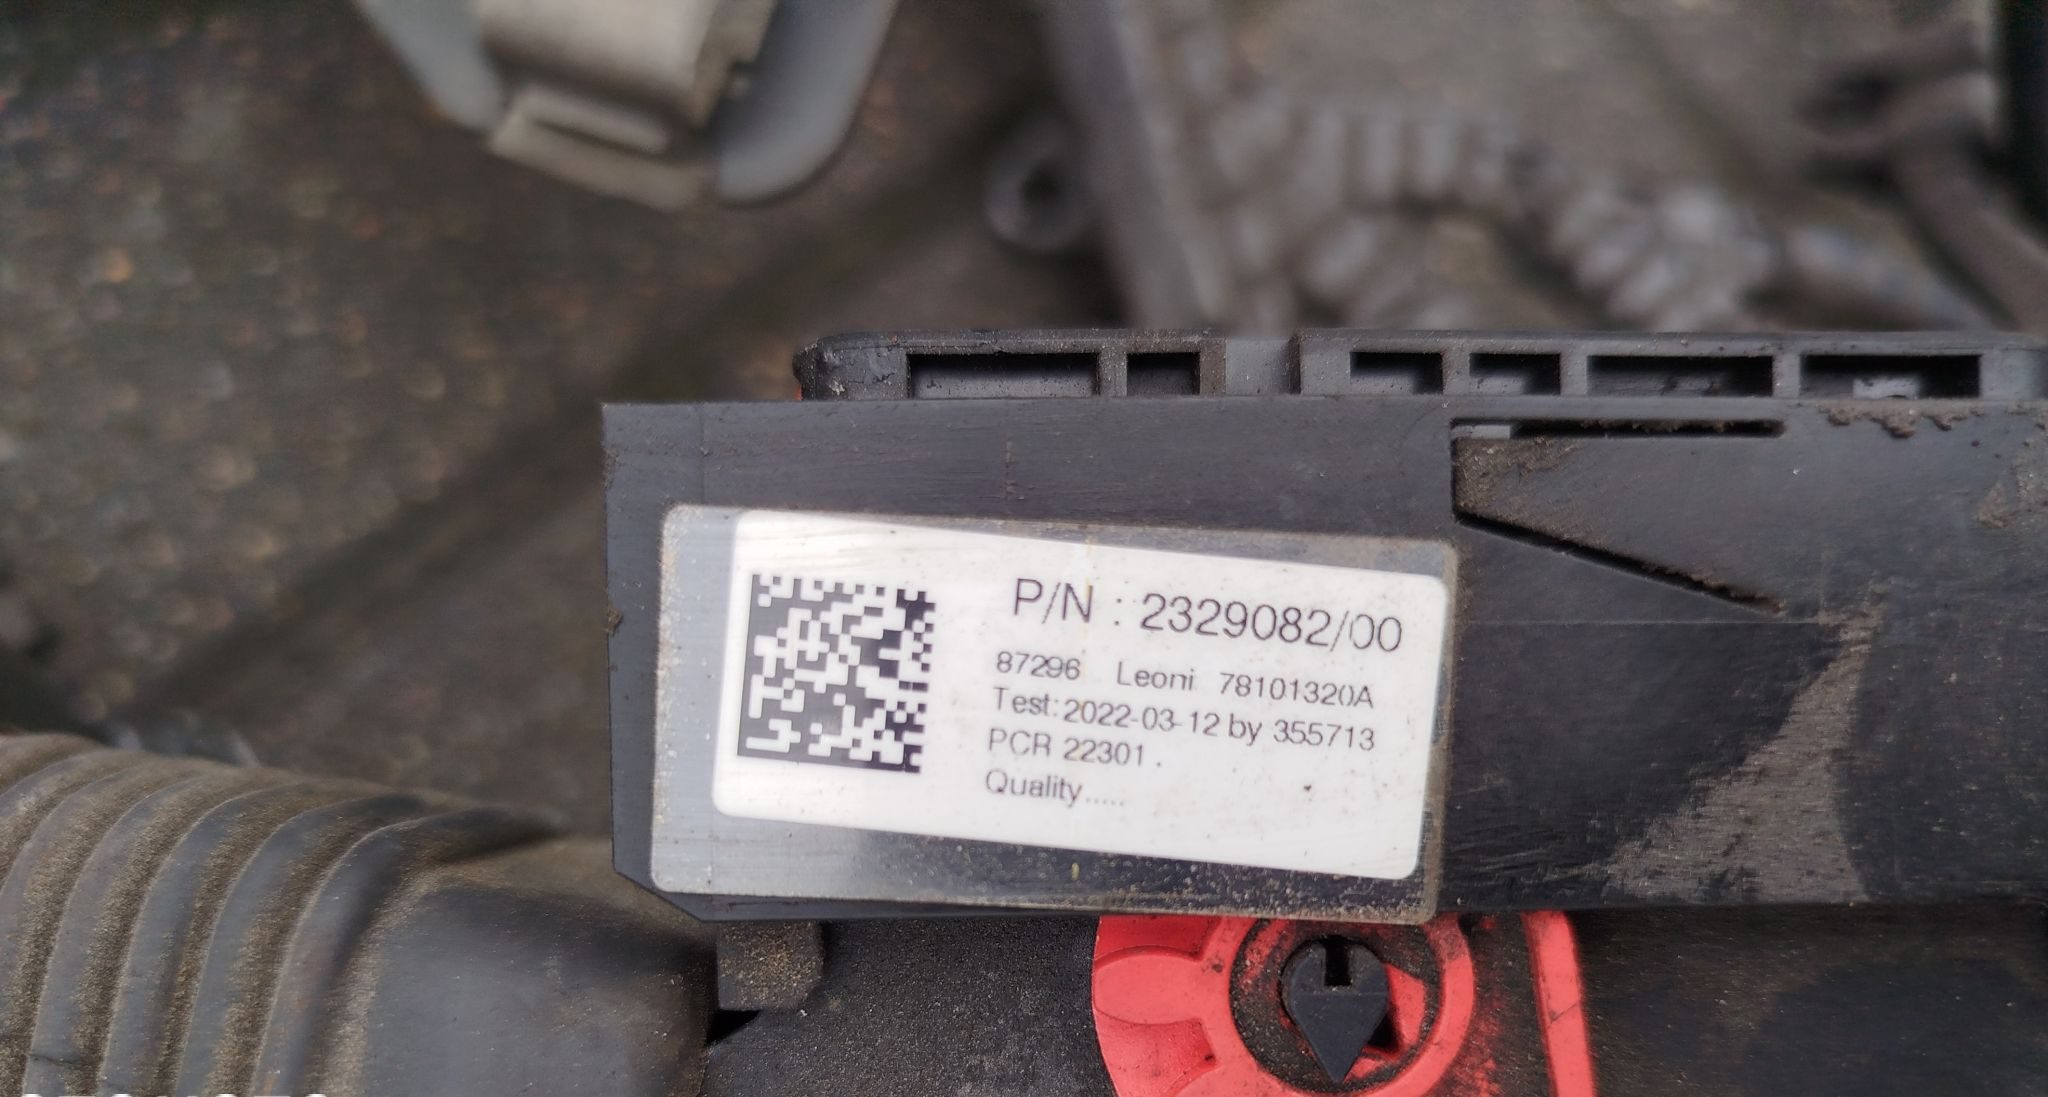 P/N : 2329082/00
87296 Leoni 78101320A
Test:2022-03-12 by 355713
PCR 22301 .
Quality.....